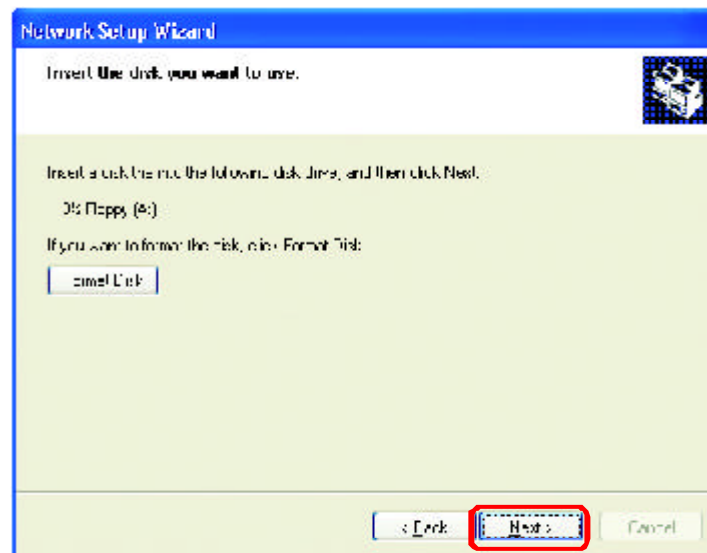 Network Setup Wizard
Insert the disk you want to use.
Insert a disk the into the following disk drive, and then click Next.
3½ Floppy (A:)
If you want to format the disk, click Format Disk.
Format Disk
< Back
Next >
Cancel